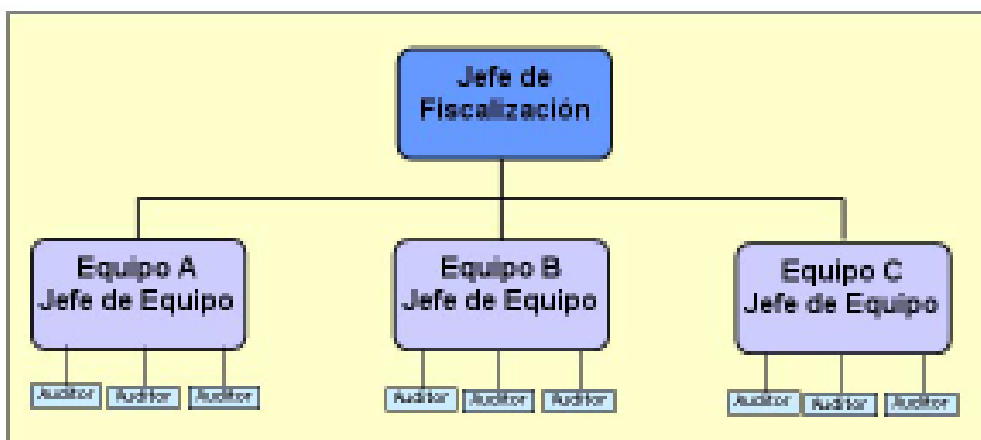 Jefe de
Fiscalización
Equipo A
Jefe de Equipo
Equipo B
Jefe de Equipo
Equipo C
Jefe de Equipo
Auditor
Auditor
Auditor
Auditor
Auditor
Auditor
Auditor
Auditor
Auditor